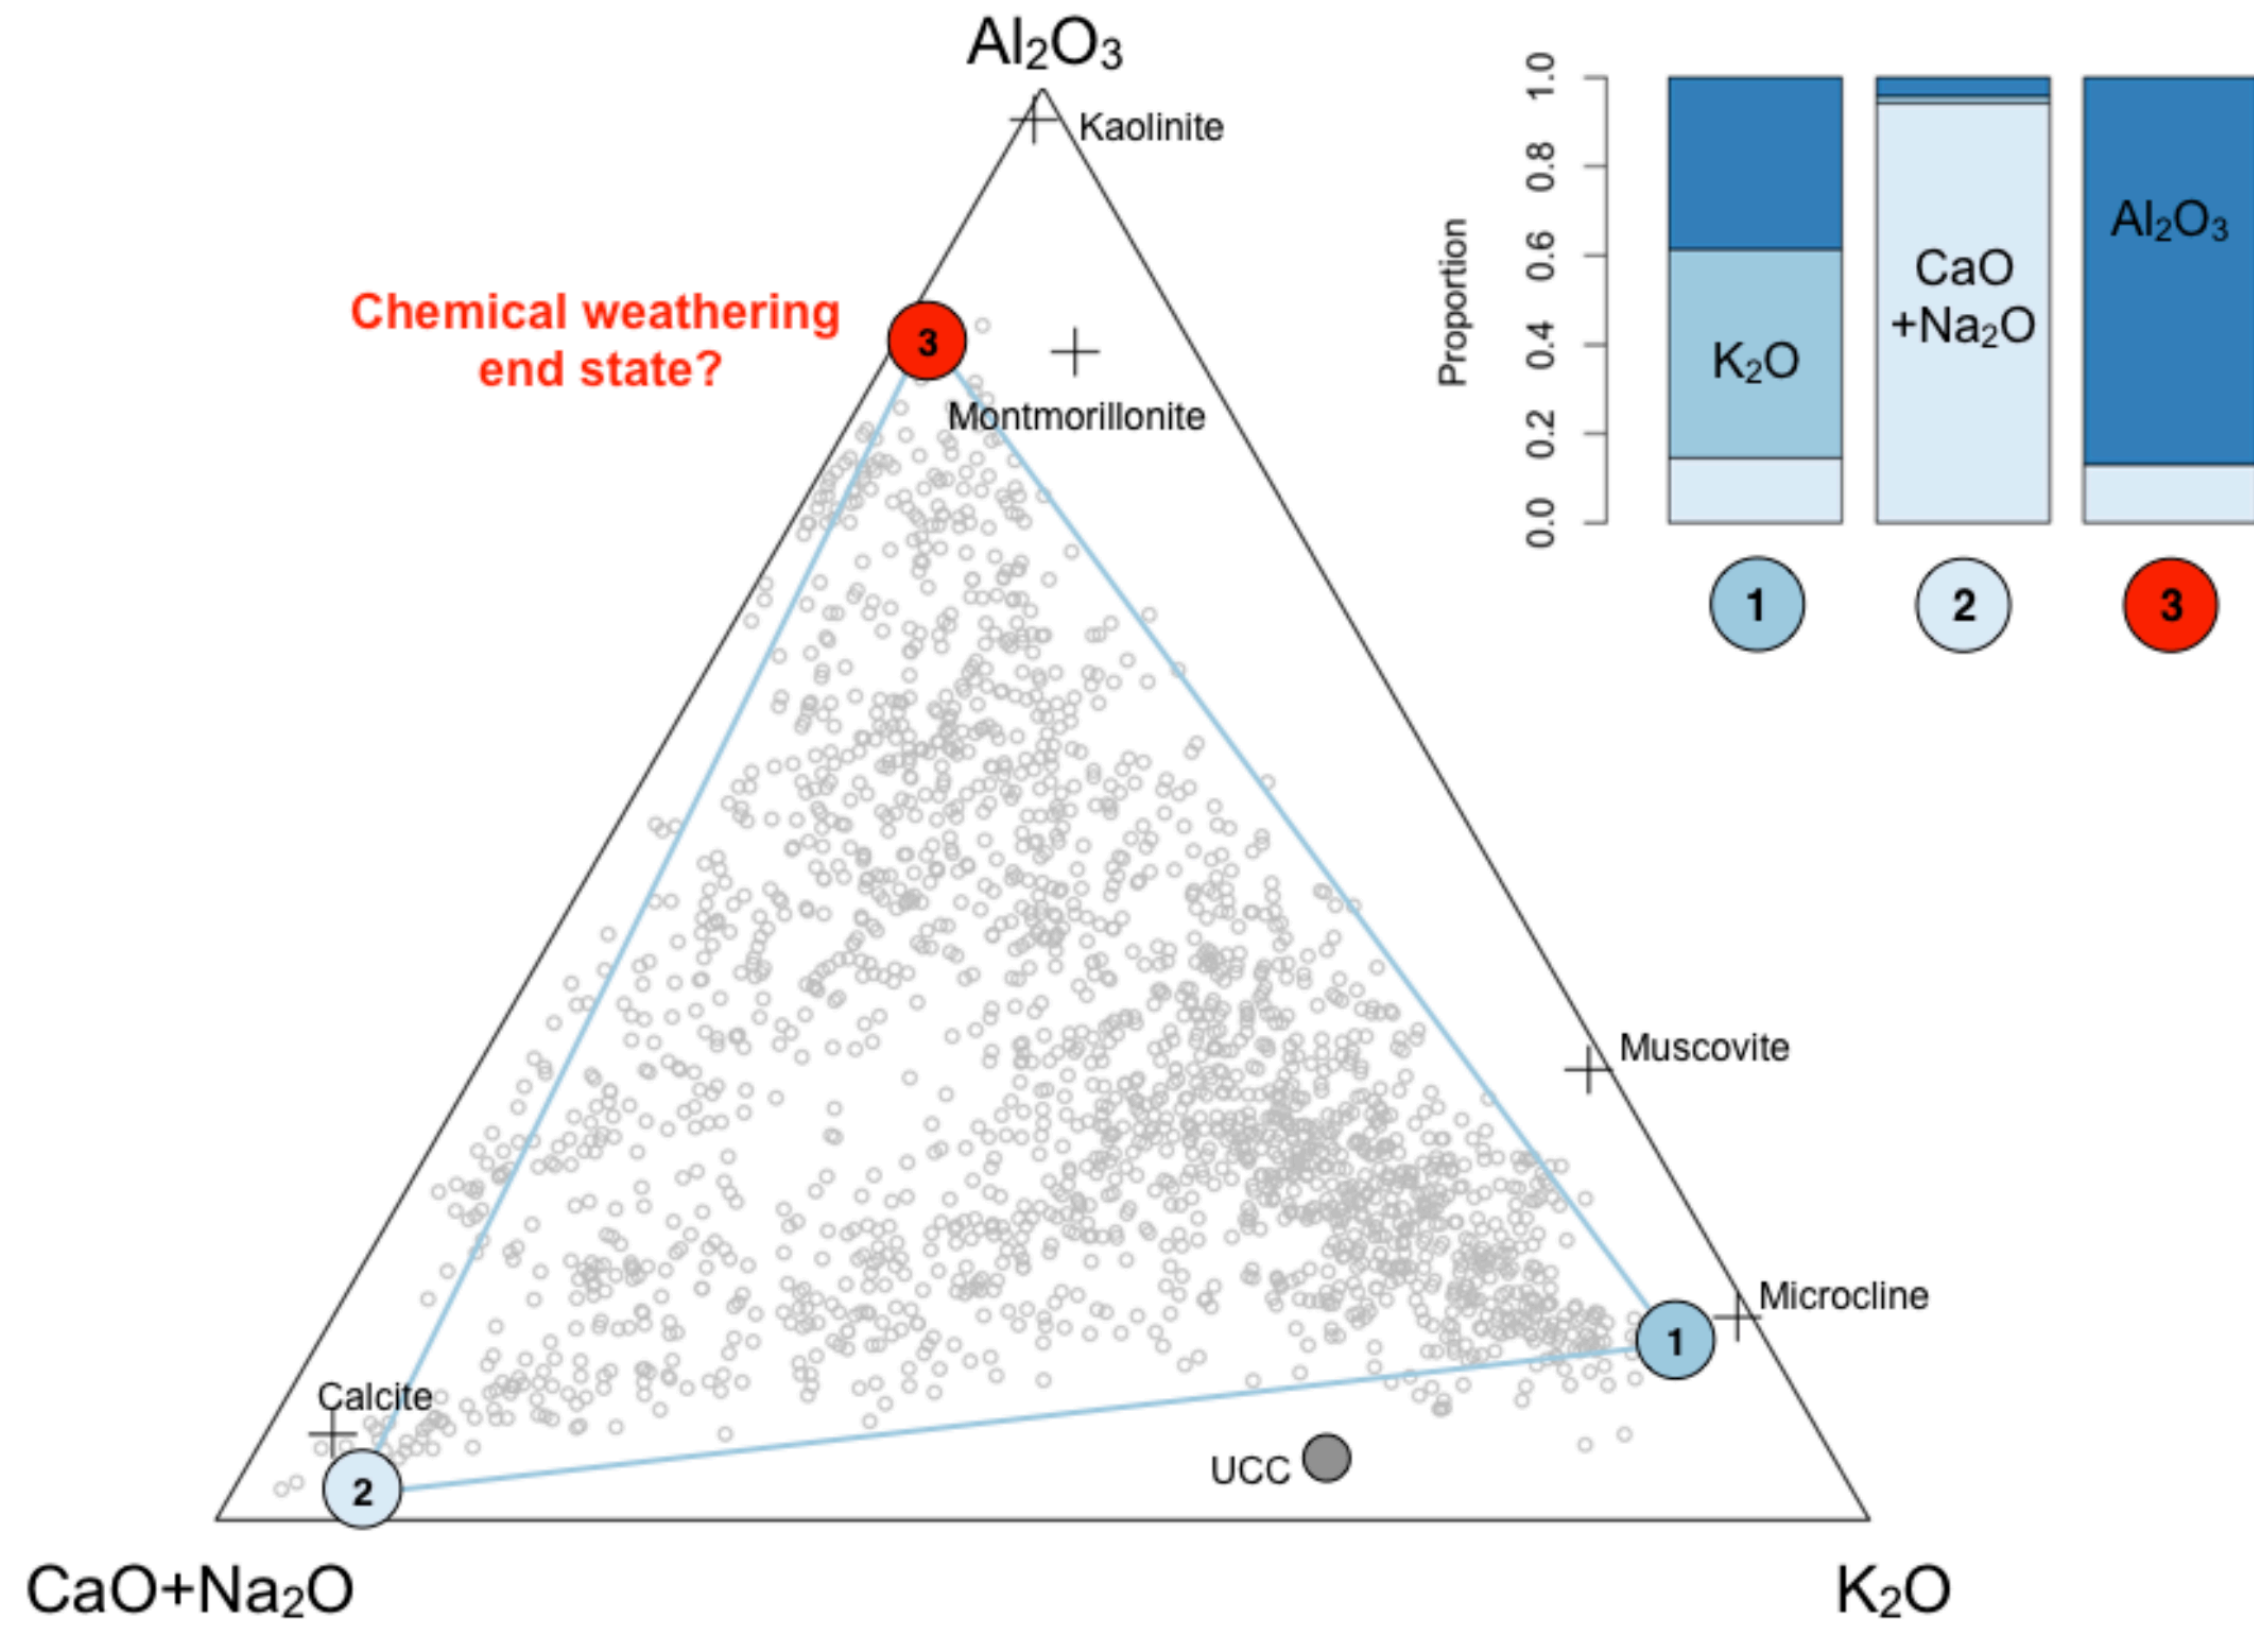 Al₂O₃
Kaolinite
Chemical weathering
end state?
3
Montmorillonite
Muscovite
Microcline
1
Calcite
2
UCC
CaO+Na₂O
K₂O
Proportion
1.0
0.8
0.6
0.4
0.2
0.0
K₂O
CaO
+Na₂O
Al₂O₃
1
2
3